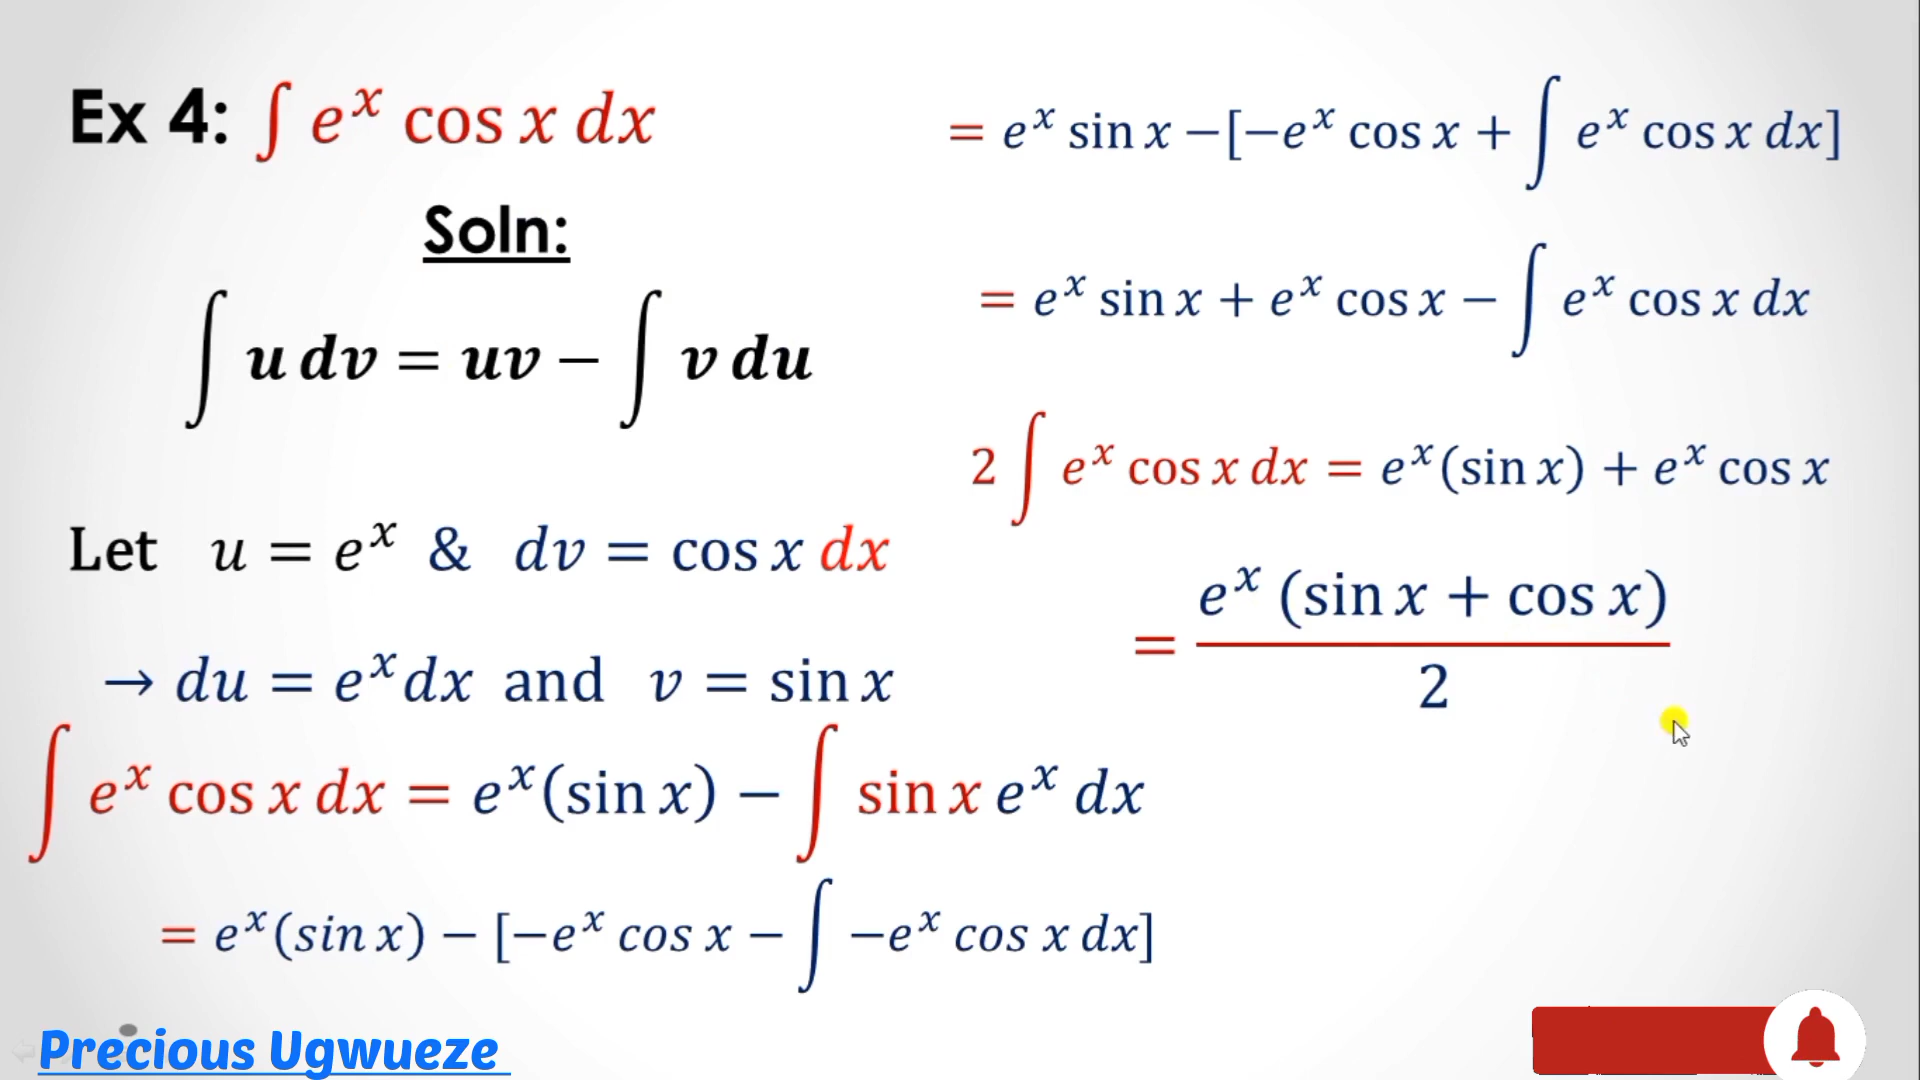 Ex 4: ∫ eˣ cos x dx
Soln:
∫ u dv = uv − ∫ v du
Let u = eˣ & dv = cos x dx
→ du = eˣdx and v = sin x
∫ eˣ cos x dx = eˣ(sin x) − ∫ sin x eˣ dx
= eˣ(sin x) − [−eˣ cos x − ∫ −eˣ cos x dx]
= eˣ sin x −[−eˣ cos x + ∫ eˣ cos x dx]
= eˣ sin x + eˣ cos x − ∫ eˣ cos x dx
2 ∫ eˣ cos x dx = eˣ(sin x) + eˣ cos x
= eˣ (sin x + cos x)
2
Precious Ugwueze